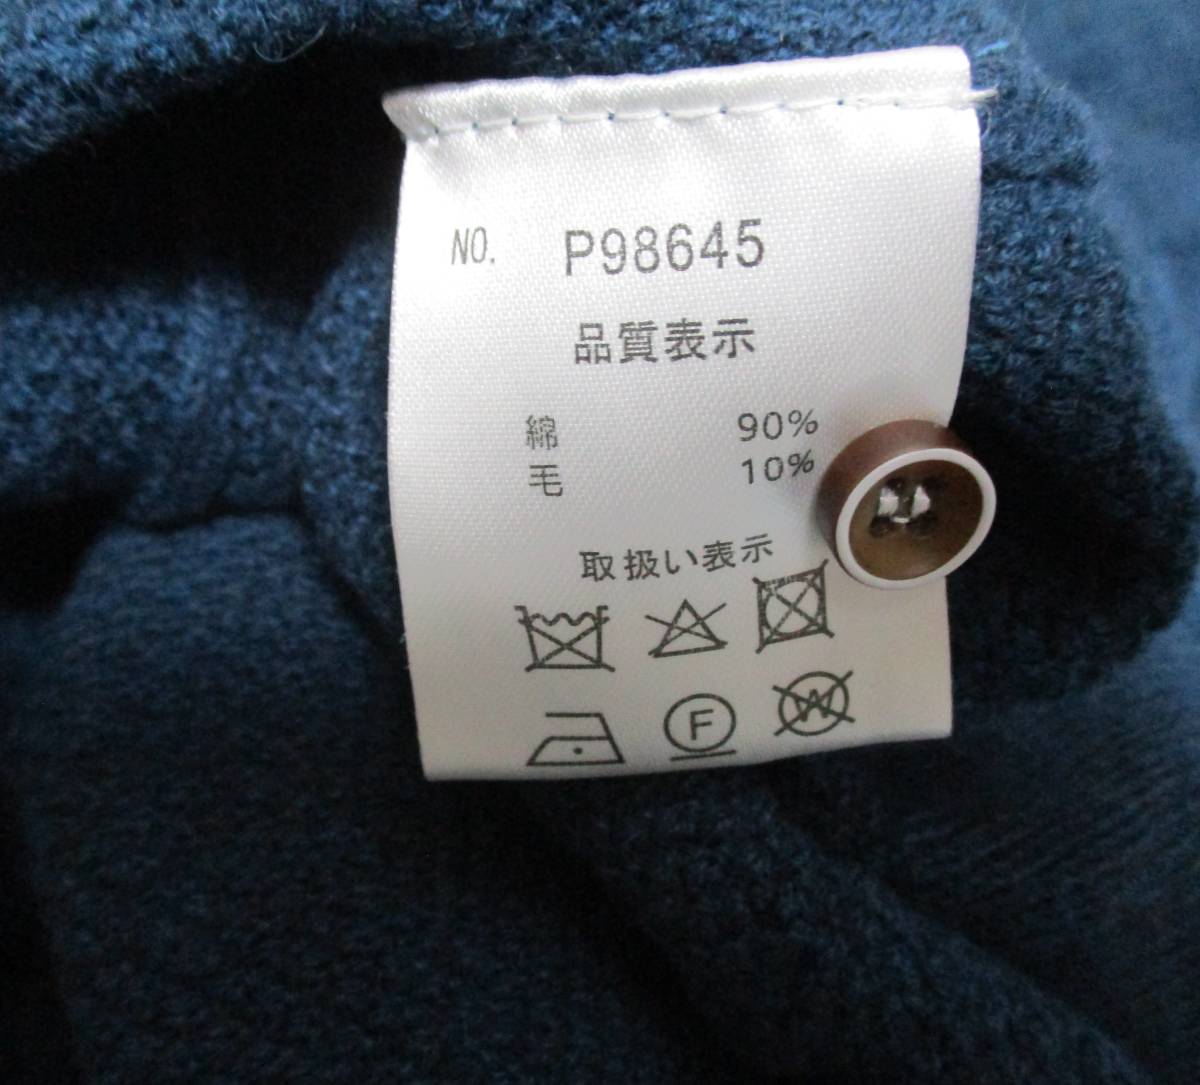 NO. P98645
品質表示
綿 90%
毛 10%
取扱い表示
F W